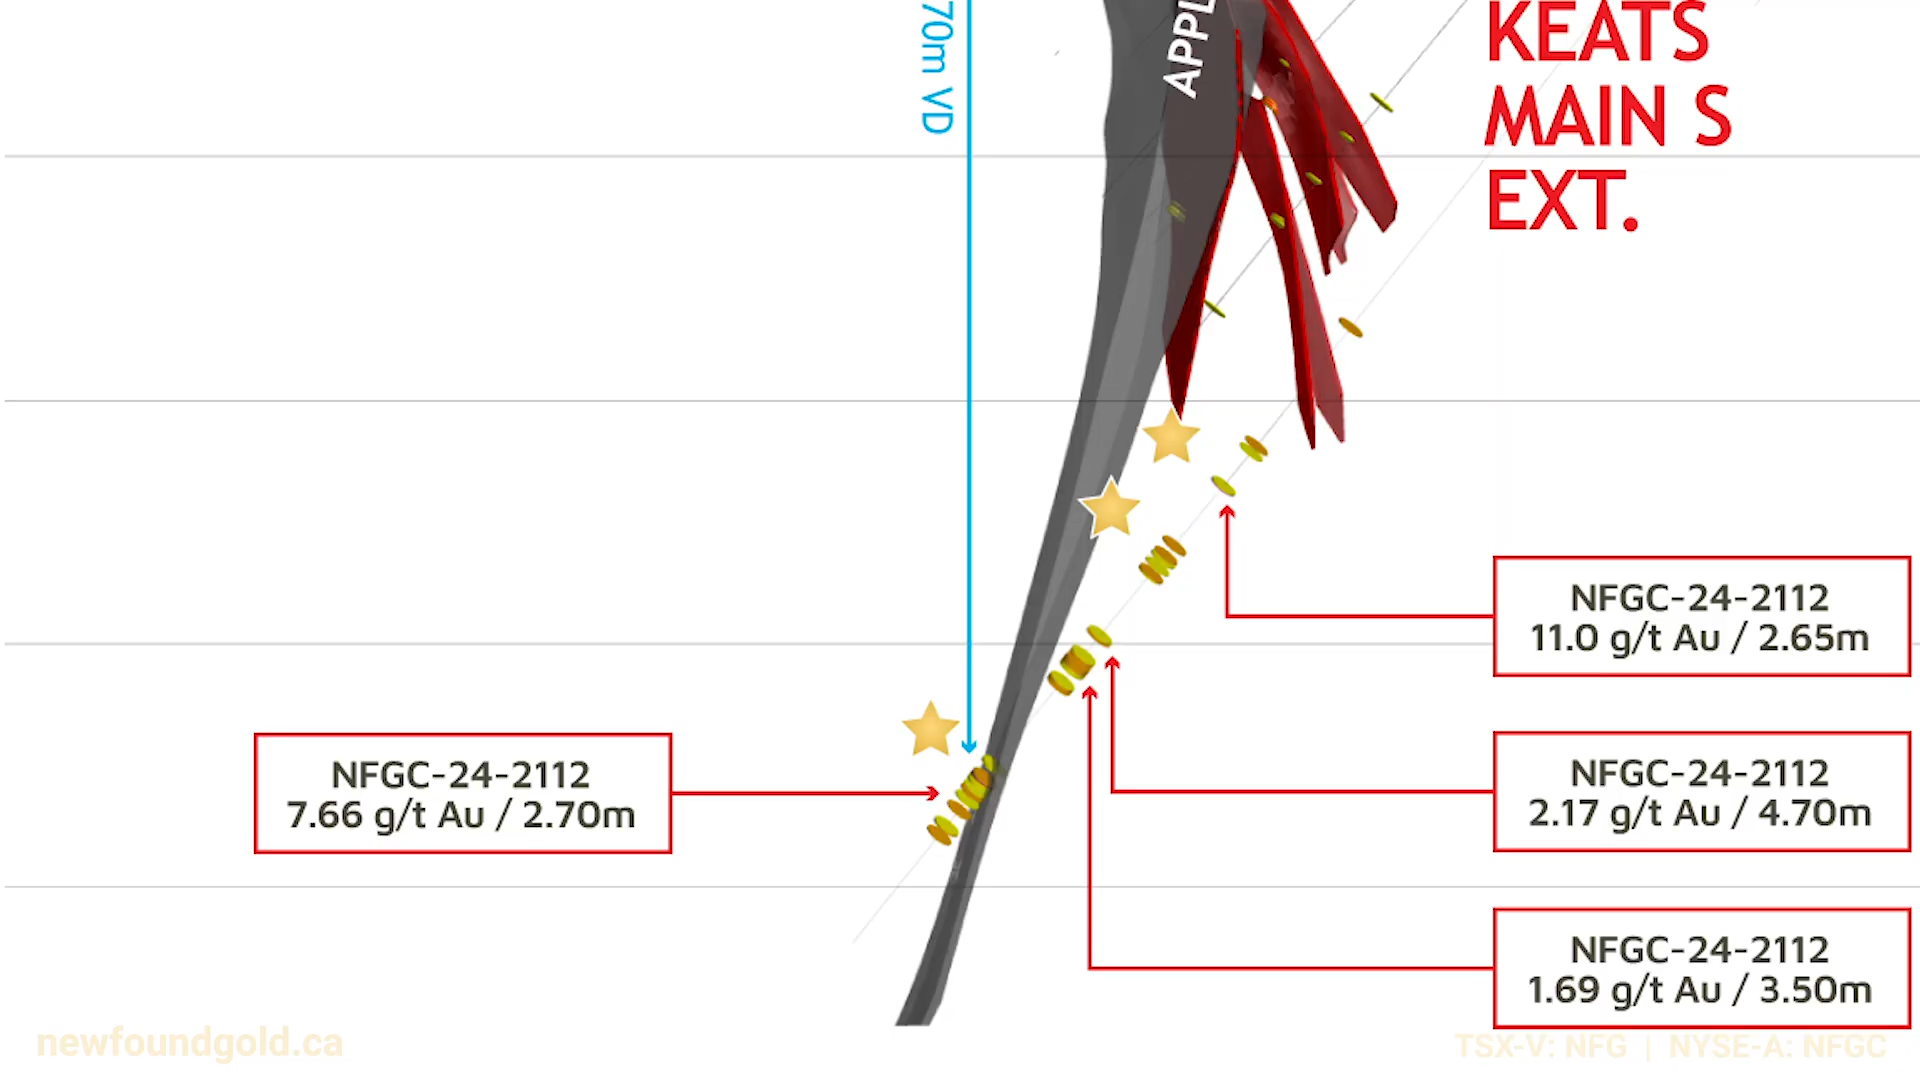 70m VD
APPL
KEATS
MAIN S
EXT.
NFGC-24-2112
11.0 g/t Au / 2.65m
NFGC-24-2112
7.66 g/t Au / 2.70m
NFGC-24-2112
2.17 g/t Au / 4.70m
NFGC-24-2112
1.69 g/t Au / 3.50m
newfoundgold.ca
TSX-V: NFG | NYSE-A: NFGC